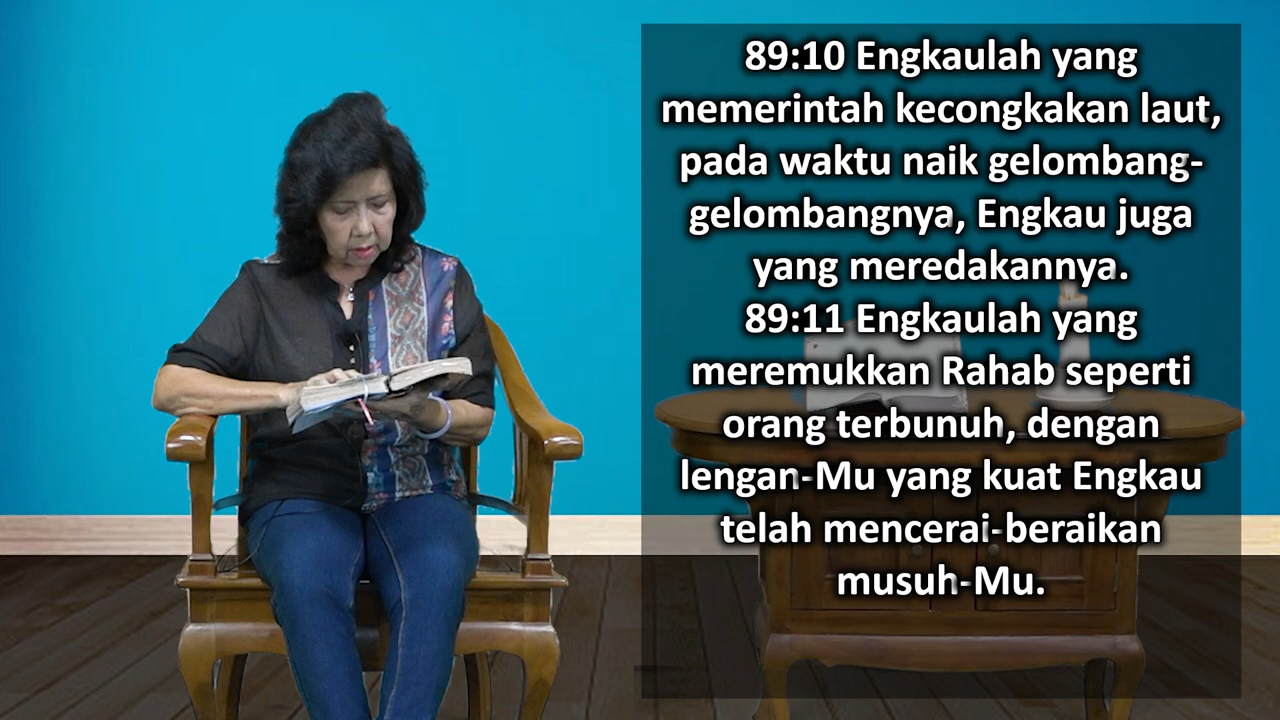 89:10 Engkaulah yang
memerintah kecongkakan laut,
pada waktu naik gelombang-
gelombangnya, Engkau juga
yang meredakannya.
89:11 Engkaulah yang
meremukkan Rahab seperti
orang terbunuh, dengan
lengan-Mu yang kuat Engkau
telah mencerai-beraikan
musuh-Mu.